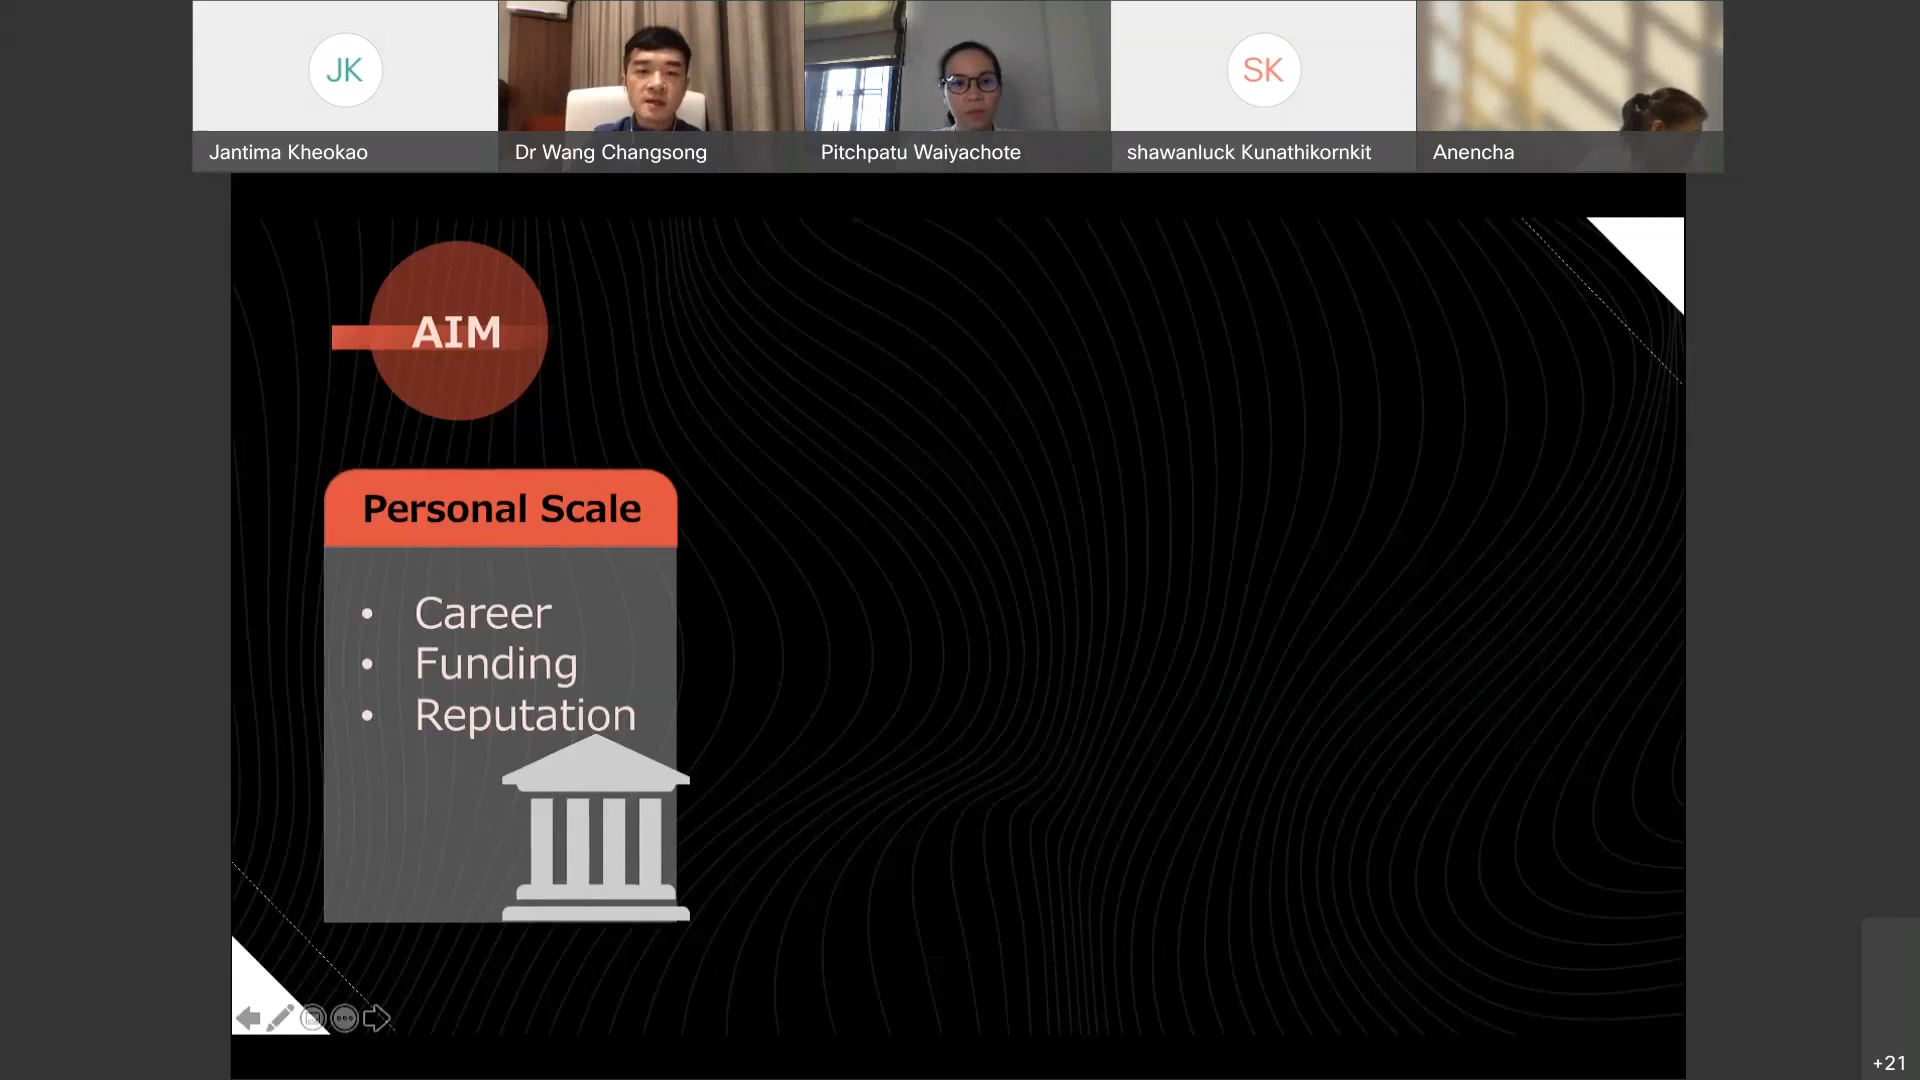 JK
SK
Jantima Kheokao
Dr Wang Changsong
Pitchpatu Waiyachote
shawanluck Kunathikornkit
Anencha
AIM
Personal Scale
• Career
• Funding
• Reputation
+21